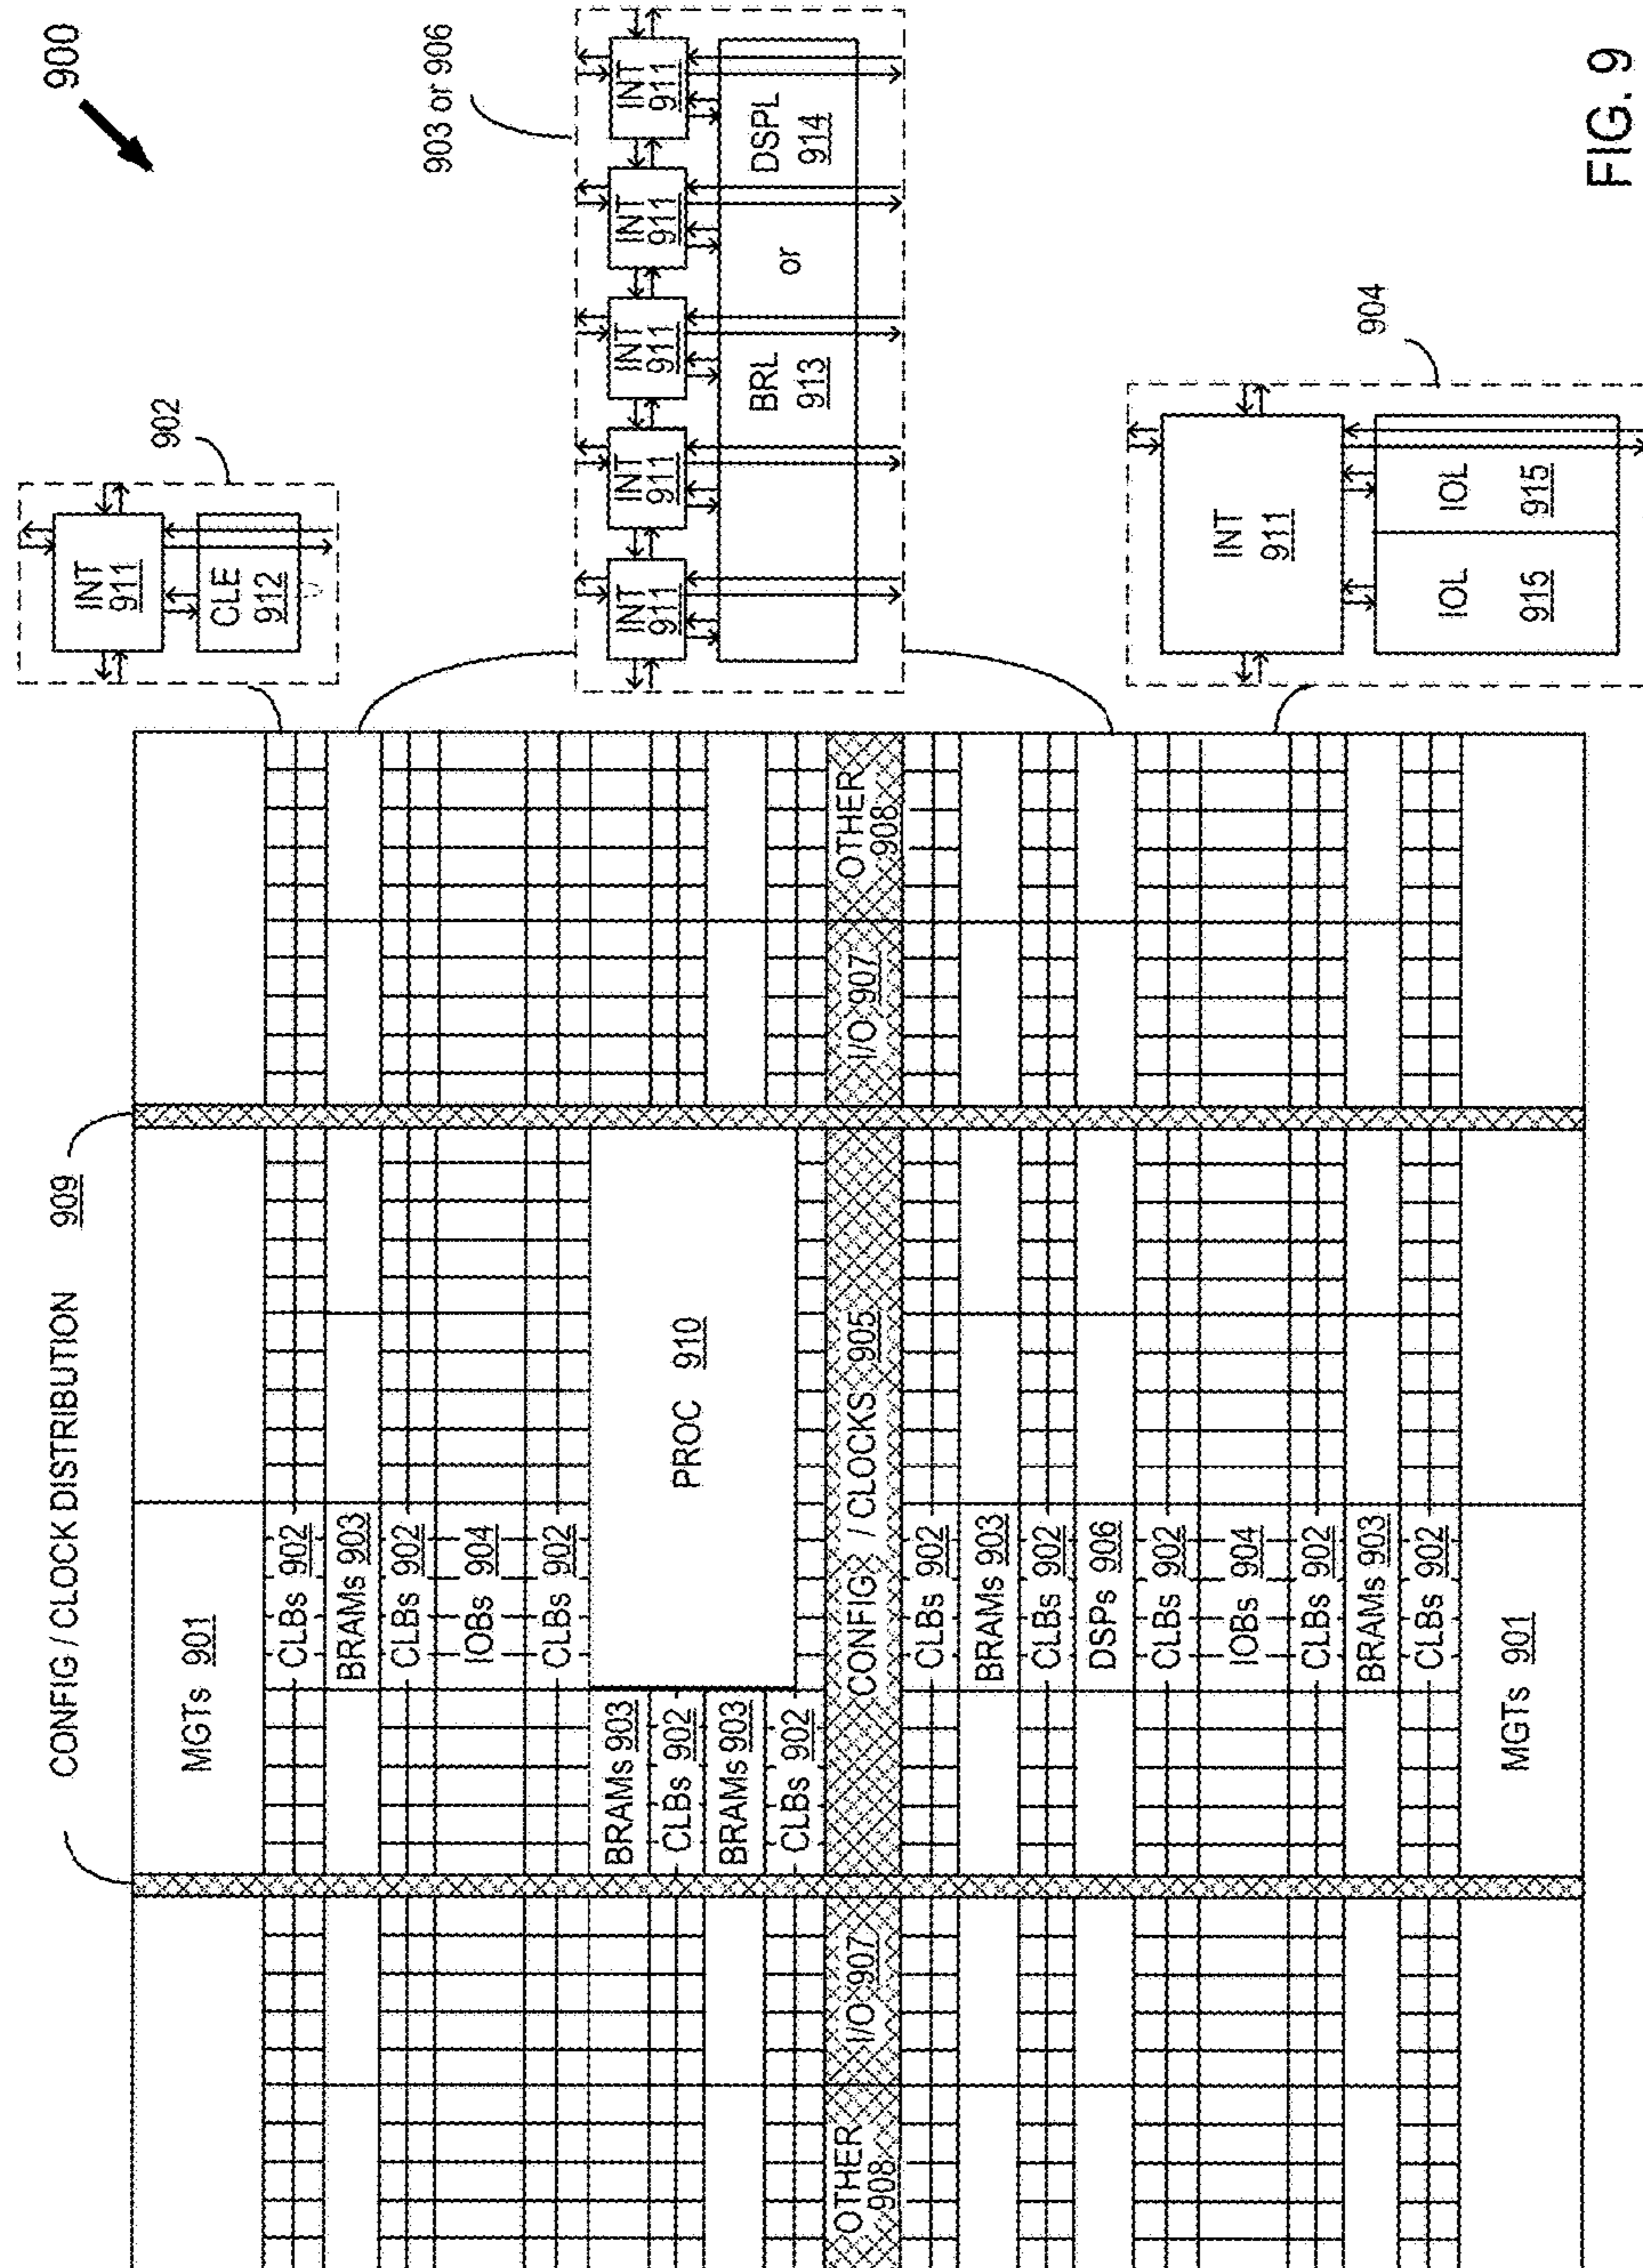 900
CONFIG / CLOCK DISTRIBUTION 909
MGTs 901
CLBs 902
BRAMs 903
CLBs 902
IOBs 904
CLBs 902
BRAMs 903
CLBs 902
BRAMs 903
CLBs 902
PROC 910
OTHER
908
I/O 907
CONFIG / CLOCKS 905
I/O 907
OTHER
908
CLBs 902
BRAMs 903
CLBs 902
DSPs 906
CLBs 902
IOBs 904
CLBs 902
BRAMs 903
CLBs 902
MGTs 901
902
INT
911
CLE
912
903 or 906
INT
911
INT
911
INT
911
INT
911
INT
911
BRL
913
or
DSPL
914
904
INT
911
IOL
915
IOL
915
FIG. 9